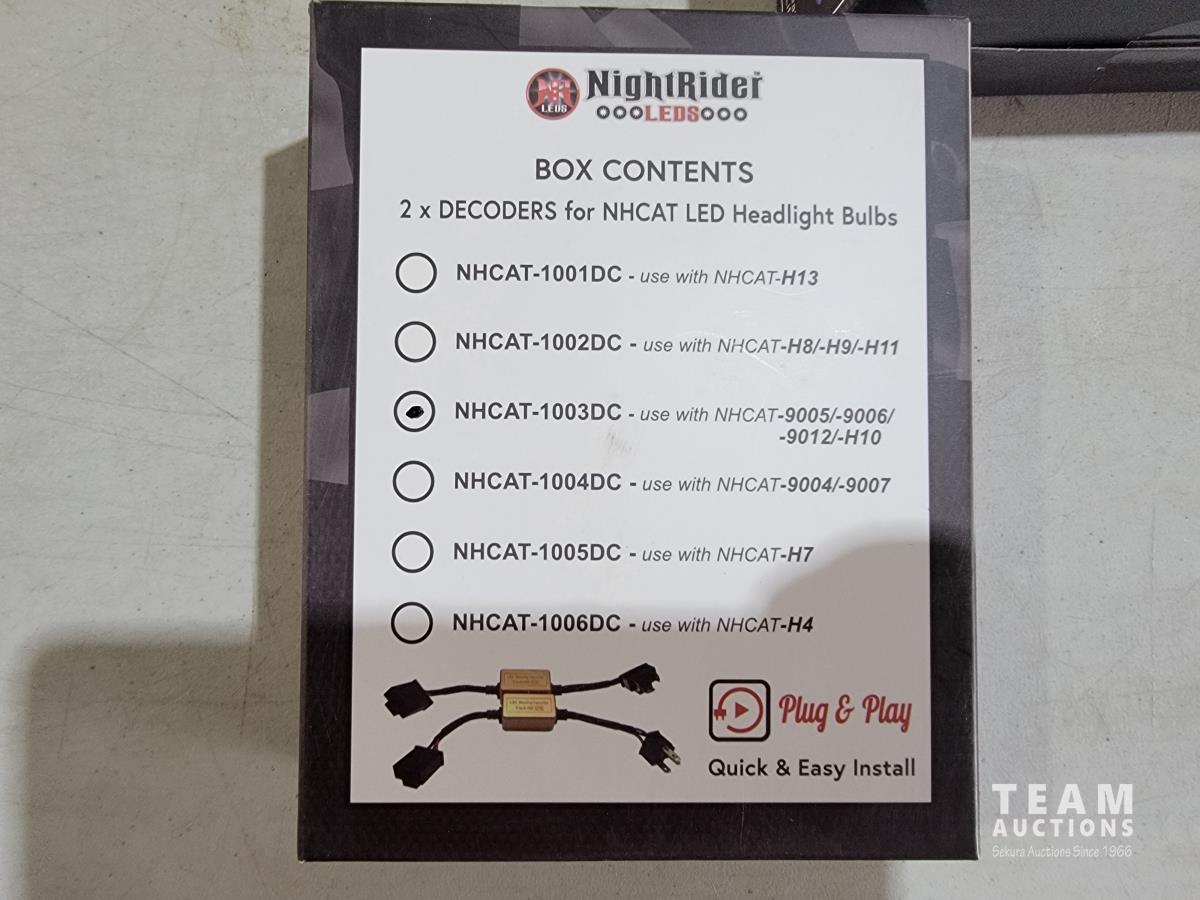 NightRider
LEDS
LEDS
BOX CONTENTS
2 x DECODERS for NHCAT LED Headlight Bulbs
NHCAT-1001DC - use with NHCAT-H13
NHCAT-1002DC - use with NHCAT-H8/-H9/-H11
NHCAT-1003DC - use with NHCAT-9005/-9006/
-9012/-H10
NHCAT-1004DC - use with NHCAT-9004/-9007
NHCAT-1005DC - use with NHCAT-H7
NHCAT-1006DC - use with NHCAT-H4
Plug & Play
Quick & Easy Install
TEAM
AUCTIONS
Sekura Auctions Since 1966